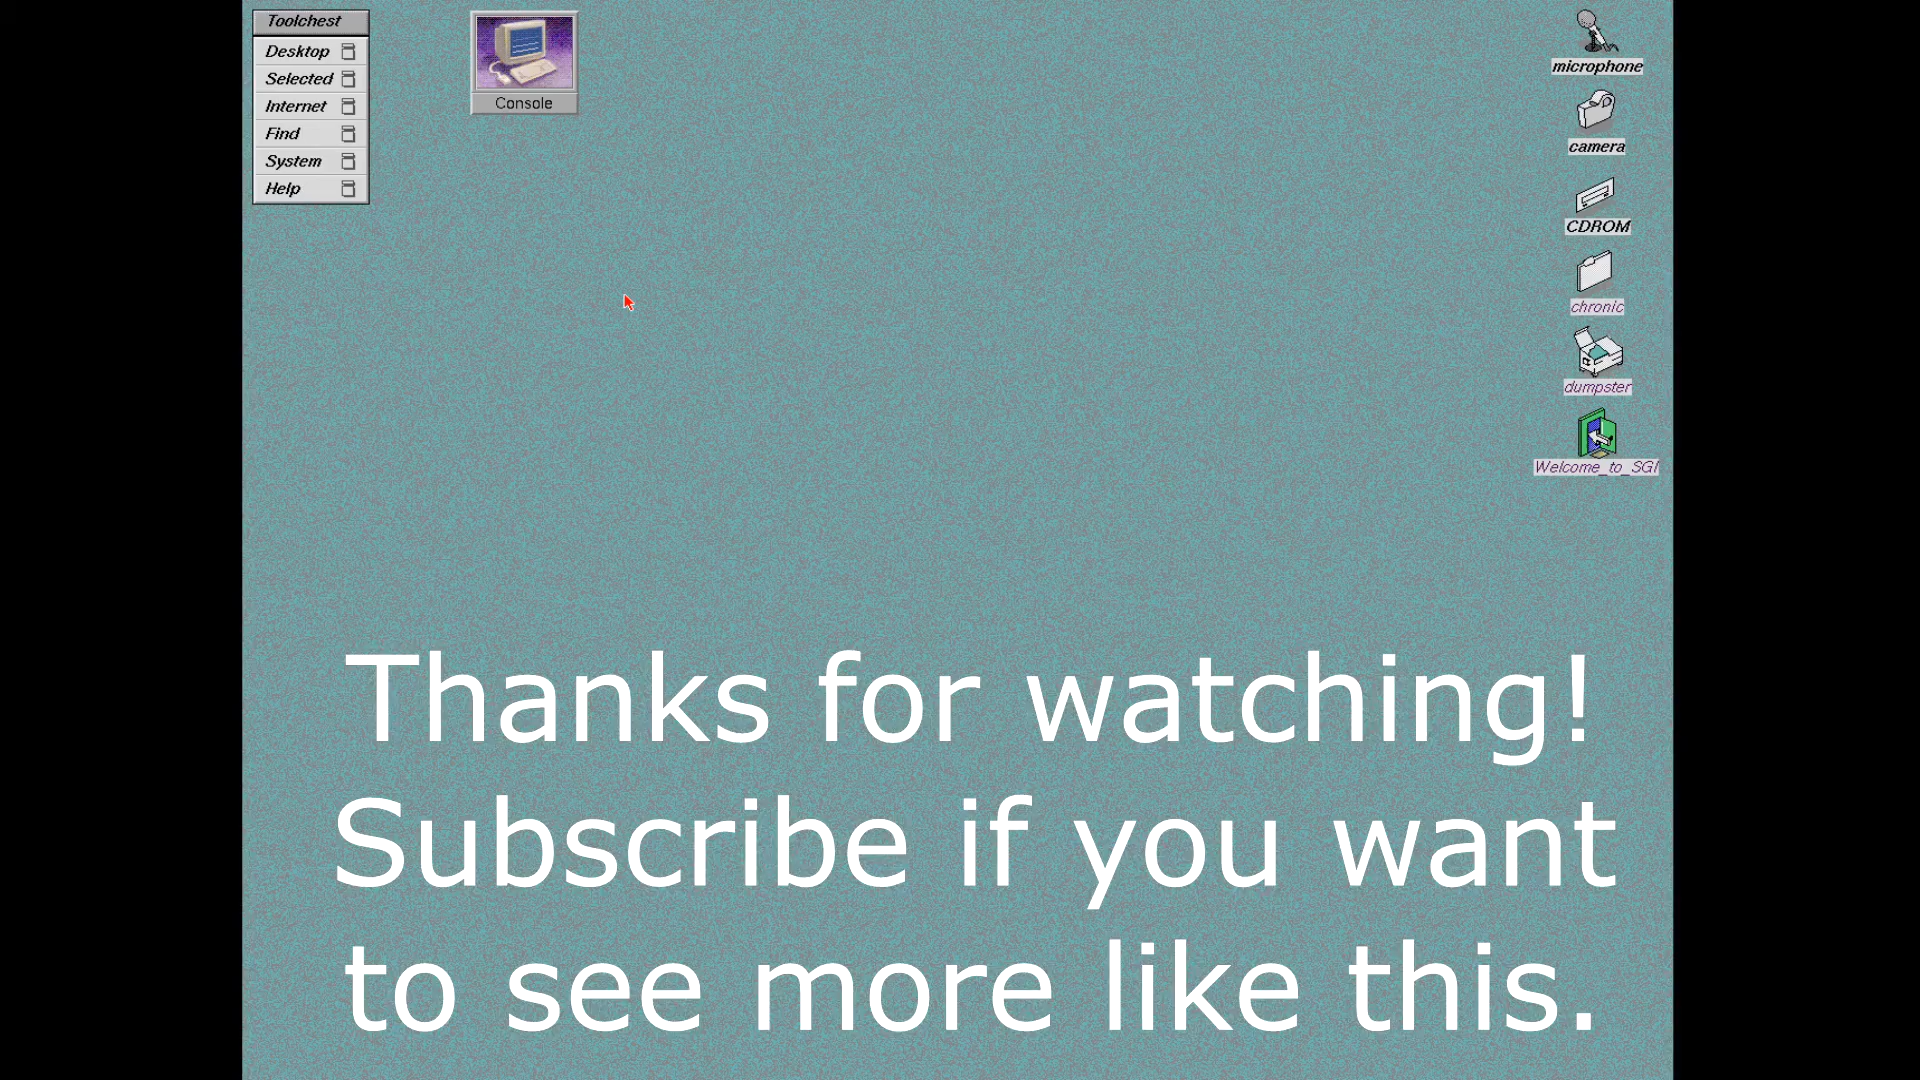 Toolchest
Desktop
Selected
Internet
Find
System
Help
Console
microphone
camera
CDROM
chronic
dumpster
Welcome_to_SGI
Thanks for watching!
Subscribe if you want
to see more like this.